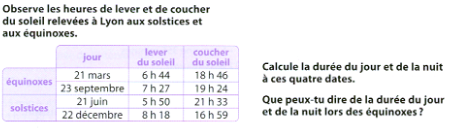 Observe les heures de lever et de coucher
du soleil relevées à Lyon aux solstices et
aux équinoxes.
jour lever du soleil coucher du soleil
équinoxes 21 mars 6 h 44 18 h 46
23 septembre 7 h 27 19 h 24
solstices 21 juin 5 h 50 21 h 33
22 décembre 8 h 18 16 h 59
Calcule la durée du jour et de la nuit
à ces quatre dates.
Que peux-tu dire de la durée du jour
et de la nuit lors des équinoxes ?